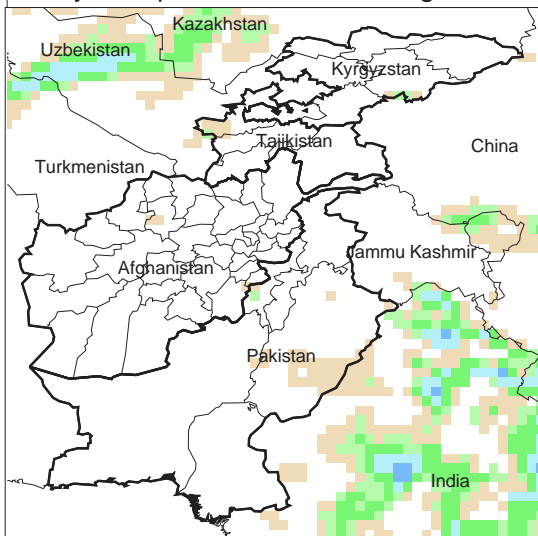 Kazakhstan
Uzbekistan
Kyrgyzstan
Tajikistan
China
Turkmenistan
Jammu Kashmir
Afghanistan
Pakistan
India